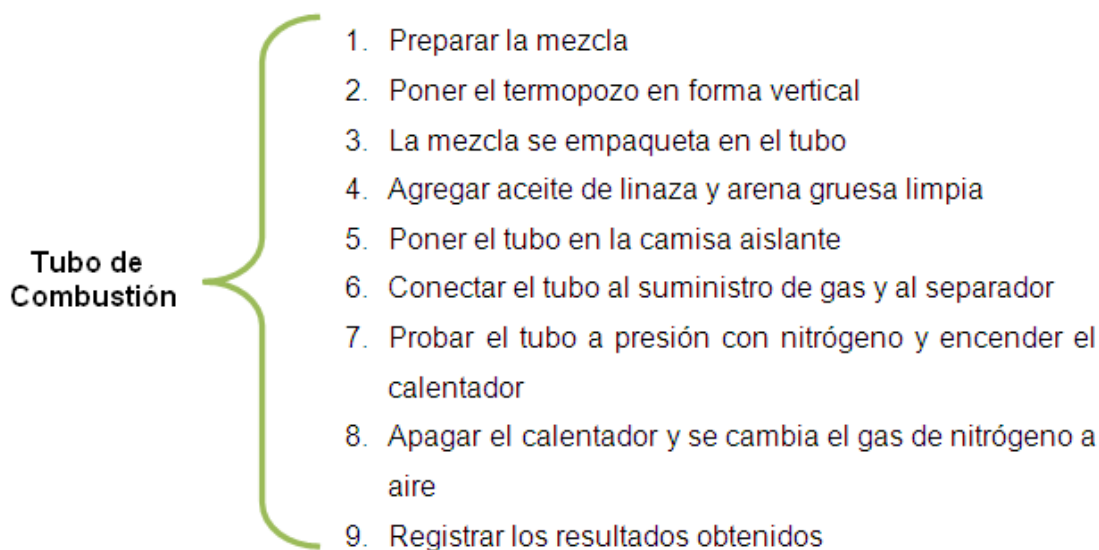 Tubo de
Combustión
1. Preparar la mezcla
2. Poner el termopozo en forma vertical
3. La mezcla se empaqueta en el tubo
4. Agregar aceite de linaza y arena gruesa limpia
5. Poner el tubo en la camisa aislante
6. Conectar el tubo al suministro de gas y al separador
7. Probar el tubo a presión con nitrógeno y encender el
calentador
8. Apagar el calentador y se cambia el gas de nitrógeno a
aire
9. Registrar los resultados obtenidos